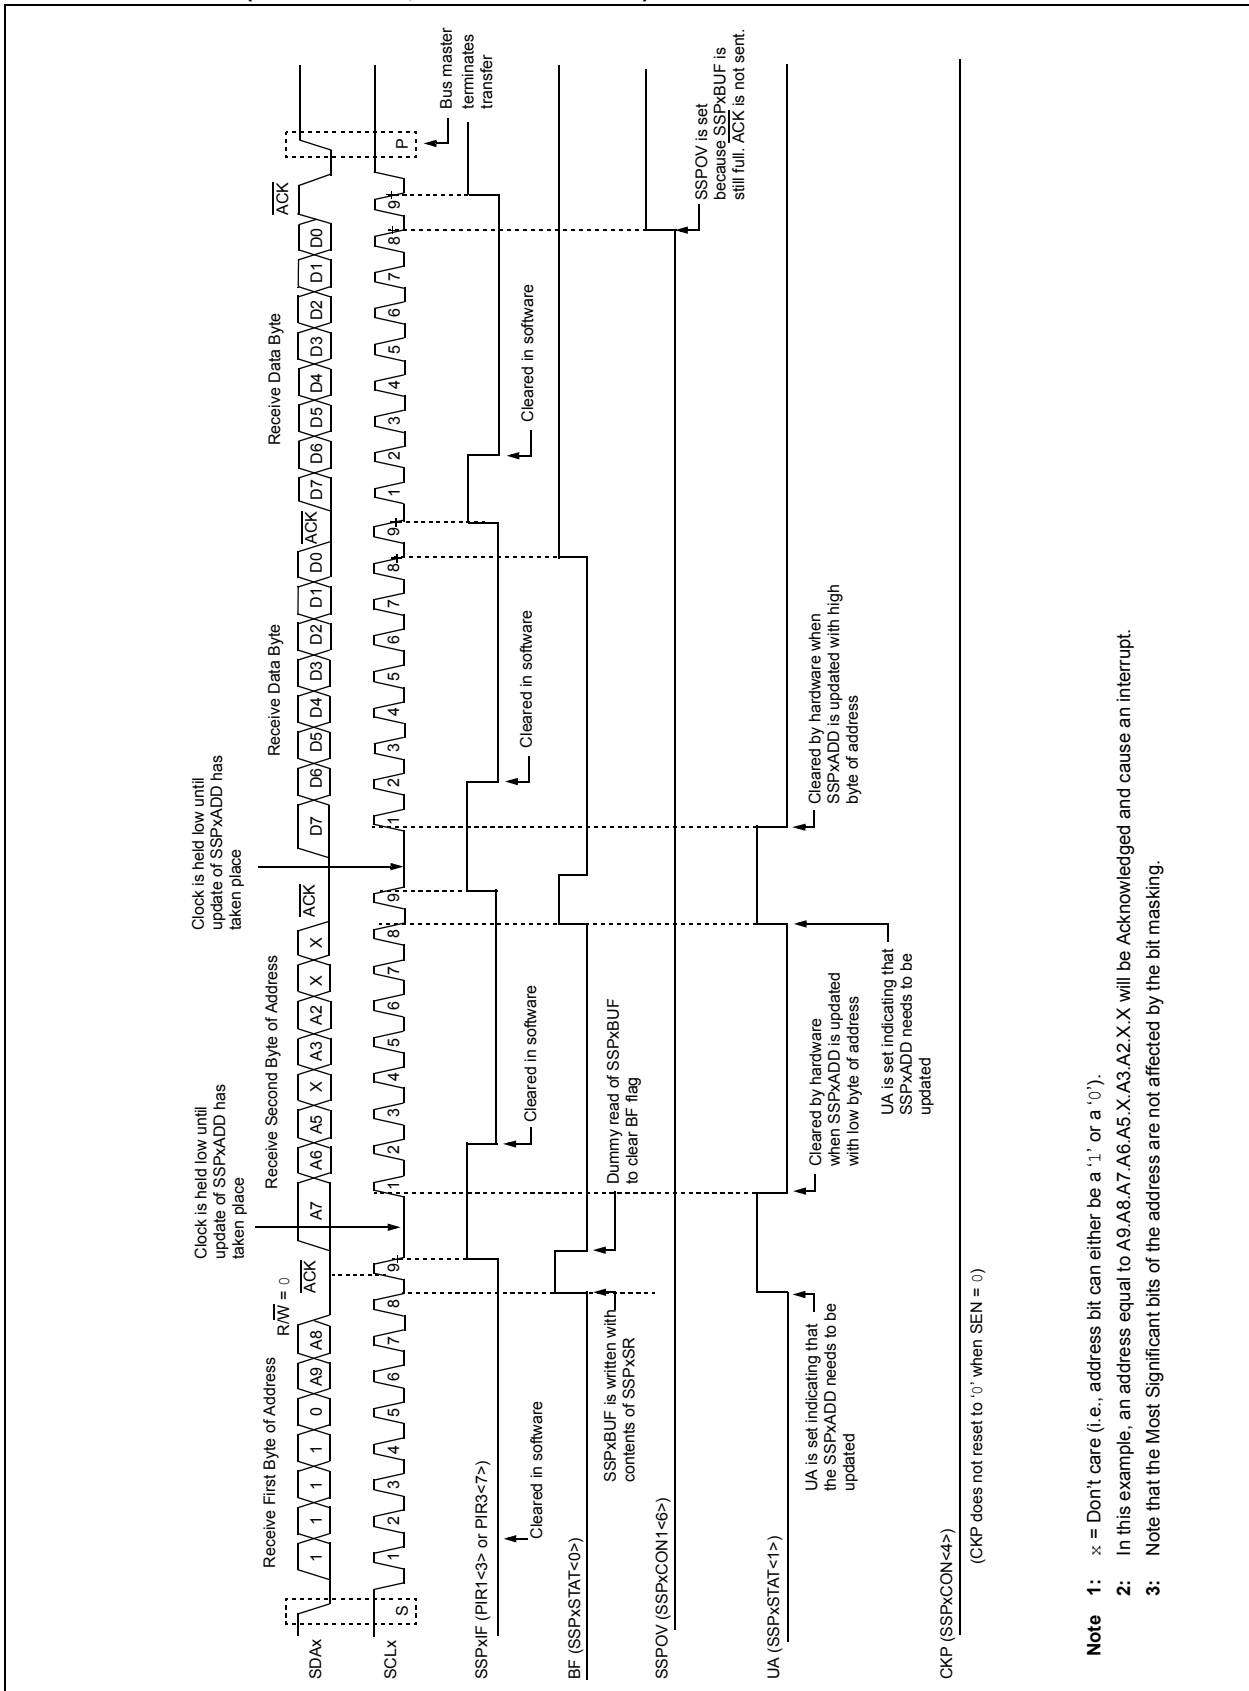 Receive First Byte of Address
R/W = 0
ACK
Clock is held low until
update of SSPxADD has
taken place
Receive Second Byte of Address
ACK
Clock is held low until
update of SSPxADD has
taken place
Receive Data Byte
ACK
Receive Data Byte
ACK
SDAx
1 1 1 1 0 A9 A8 A7 A6 A5 X A3 A2 X X D7 D6 D5 D4 D3 D2 D1 D0 D7 D6 D5 D4 D3 D2 D1 D0
SCLx
S 1 2 3 4 5 6 7 8 9 1 2 3 4 5 6 7 8 9 1 2 3 4 5 6 7 8 9 1 2 3 4 5 6 7 8 9 P
Bus master
terminates
transfer
SSPxIF (PIR1<3> or PIR3<7>)
Cleared in software
Cleared in software
Cleared in software
Cleared in software
BF (SSPxSTAT<0>)
SSPxBUF is written with
contents of SSPxSR
Dummy read of SSPxBUF
to clear BF flag
SSPOV (SSPxCON1<6>)
SSPOV is set
because SSPxBUF is
still full. ACK is not sent.
UA (SSPxSTAT<1>)
UA is set indicating that
the SSPxADD needs to be
updated
Cleared by hardware
when SSPxADD is updated
with low byte of address
UA is set indicating that
SSPxADD needs to be
updated
Cleared by hardware when
SSPxADD is updated with high
byte of address
CKP (SSPxCON<4>)
(CKP does not reset to ‘0’ when SEN = 0)
Note 1: x = Don’t care (i.e., address bit can either be a ‘1’ or a ‘0’).
2: In this example, an address equal to A9.A8.A7.A6.A5.X.A3.A2.X.X will be Acknowledged and cause an interrupt.
3: Note that the Most Significant bits of the address are not affected by the bit masking.